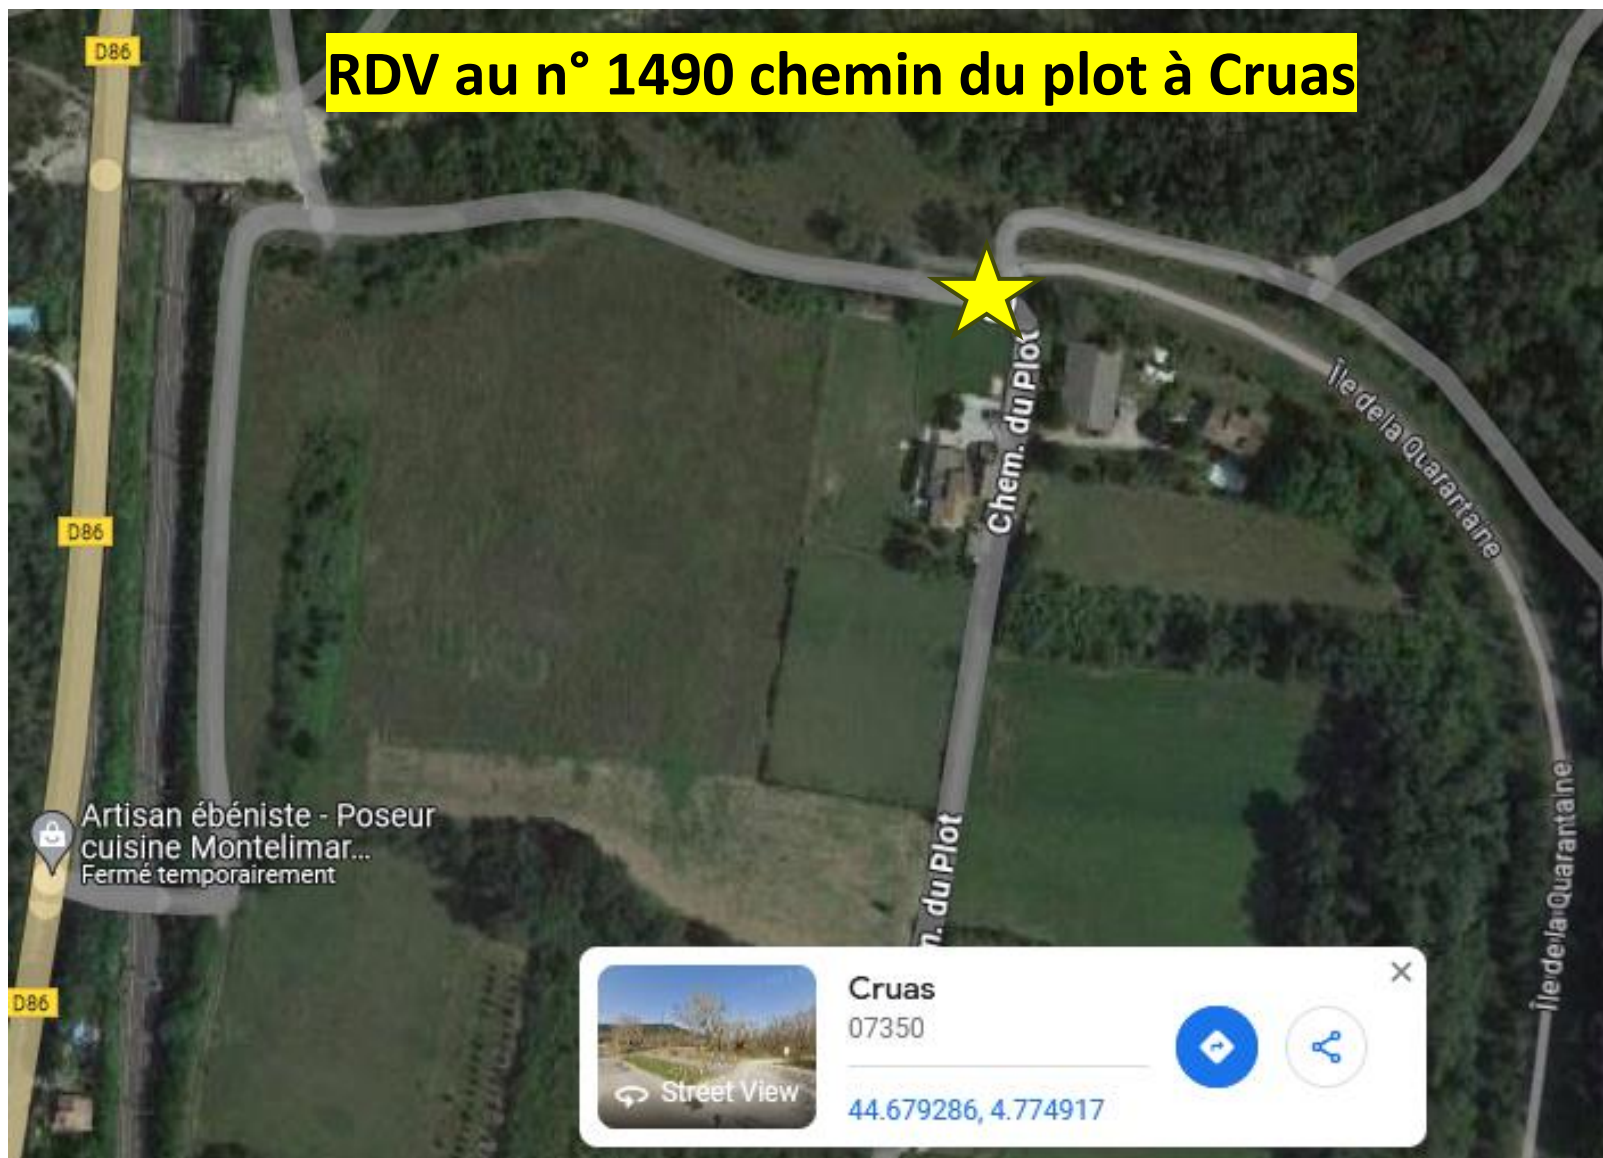 D86
RDV au n° 1490 chemin du plot à Cruas
Chem. du Plot
Île de la Quarantaine
D86
Artisan ébéniste - Poseur
cuisine Montelimar...
Fermé temporairement
m. du Plot
Île de la Quarantaine
D86
Cruas
07350
Street View
44.679286, 4.774917